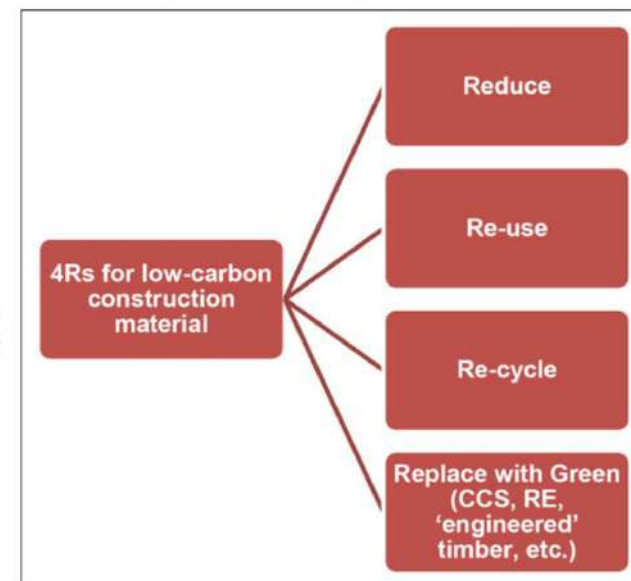 4Rs for low-carbon
construction
material
Reduce
Re-use
Re-cycle
Replace with Green
(CCS, RE,
‘engineered’
timber, etc.)